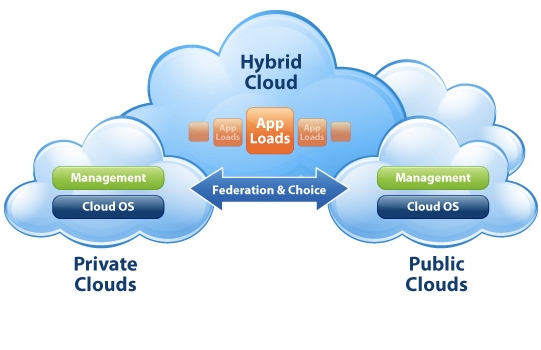 Hybrid
Cloud
App
Loads
App
Loads
App
Loads
Management
Cloud OS
Federation & Choice
Management
Cloud OS
Private
Clouds
Public
Clouds